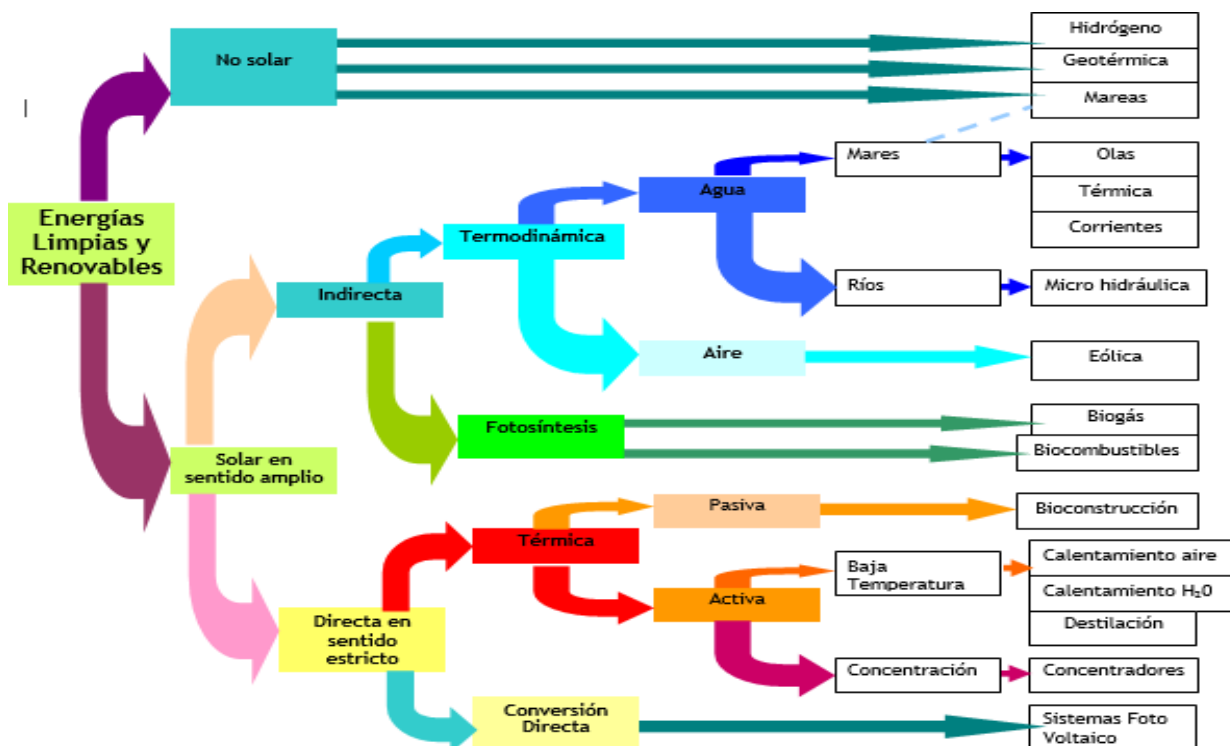 Hidrógeno
No solar
Geotérmica
Mareas
Mares
Olas
Agua
Térmica
Energías
Limpias y
Renovables
Termodinámica
Corrientes
Indirecta
Ríos
Micro hidráulica
Aire
Eólica
Fotosíntesis
Biogás
Biocombustibles
Solar en
sentido amplio
Pasiva
Bioconstrucción
Térmica
Baja
Temperatura
Calentamiento aire
Calentamiento H₂0
Activa
Destilación
Directa en
sentido
estricto
Concentración
Concentradores
Conversión
Directa
Sistemas Foto
Voltaico